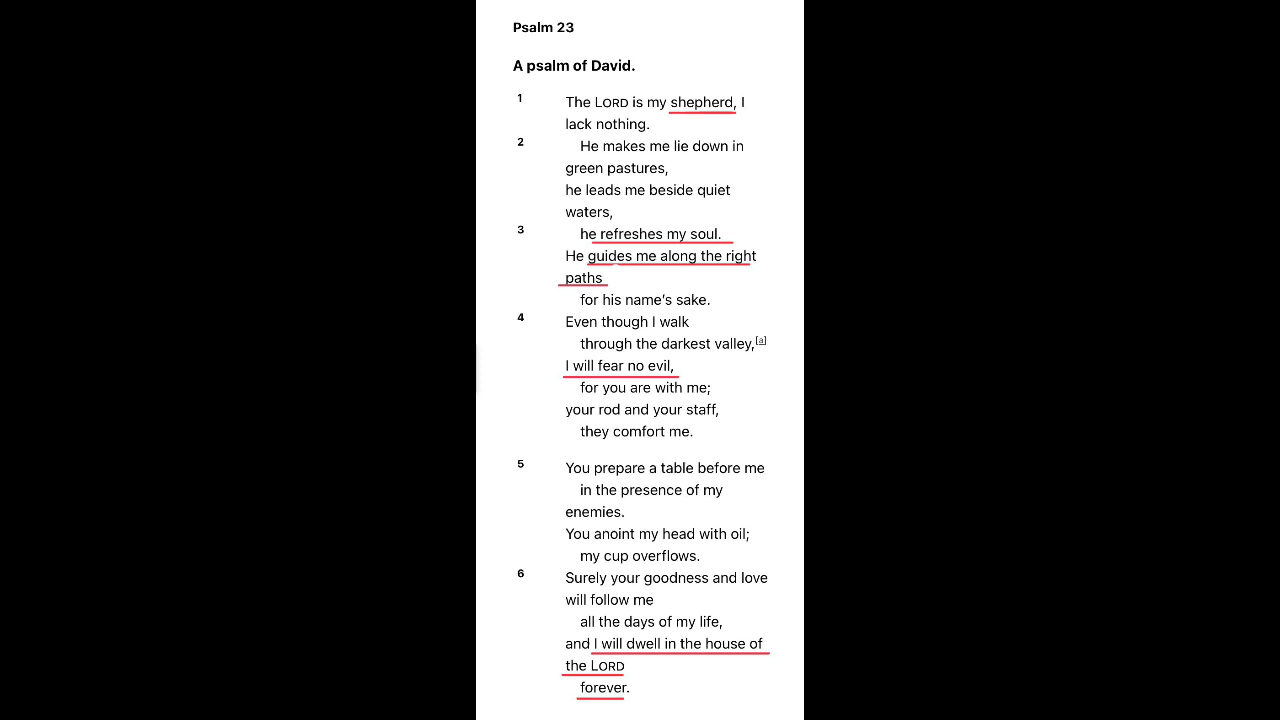 Psalm 23
A psalm of David.
1 The LORD is my shepherd, I
lack nothing.
2 He makes me lie down in
green pastures,
he leads me beside quiet
waters,
3 he refreshes my soul.
He guides me along the right
paths
for his name’s sake.
4 Even though I walk
through the darkest valley,[a]
I will fear no evil,
for you are with me;
your rod and your staff,
they comfort me.
5 You prepare a table before me
in the presence of my
enemies.
You anoint my head with oil;
my cup overflows.
6 Surely your goodness and love
will follow me
all the days of my life,
and I will dwell in the house of
the LORD
forever.